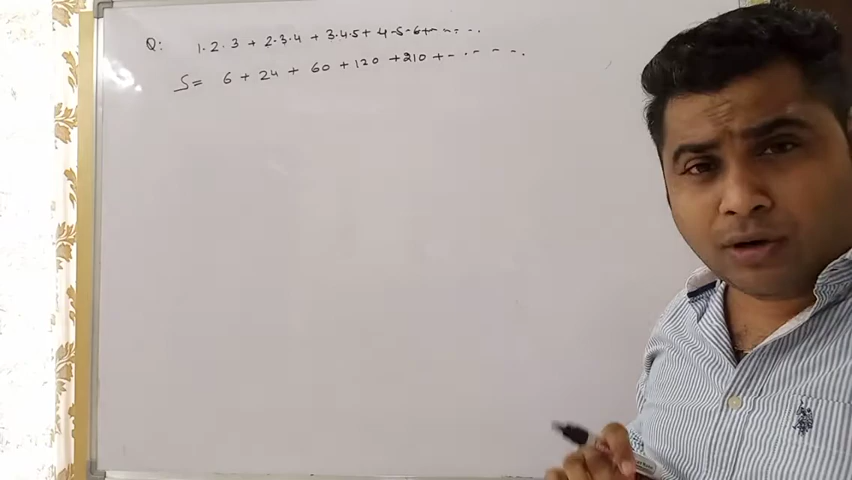 Q: 1·2·3 + 2·3·4 + 3·4·5 + 4·5·6 + - - - ·
S = 6 + 24 + 60 + 120 + 210 + - - · - - - ·